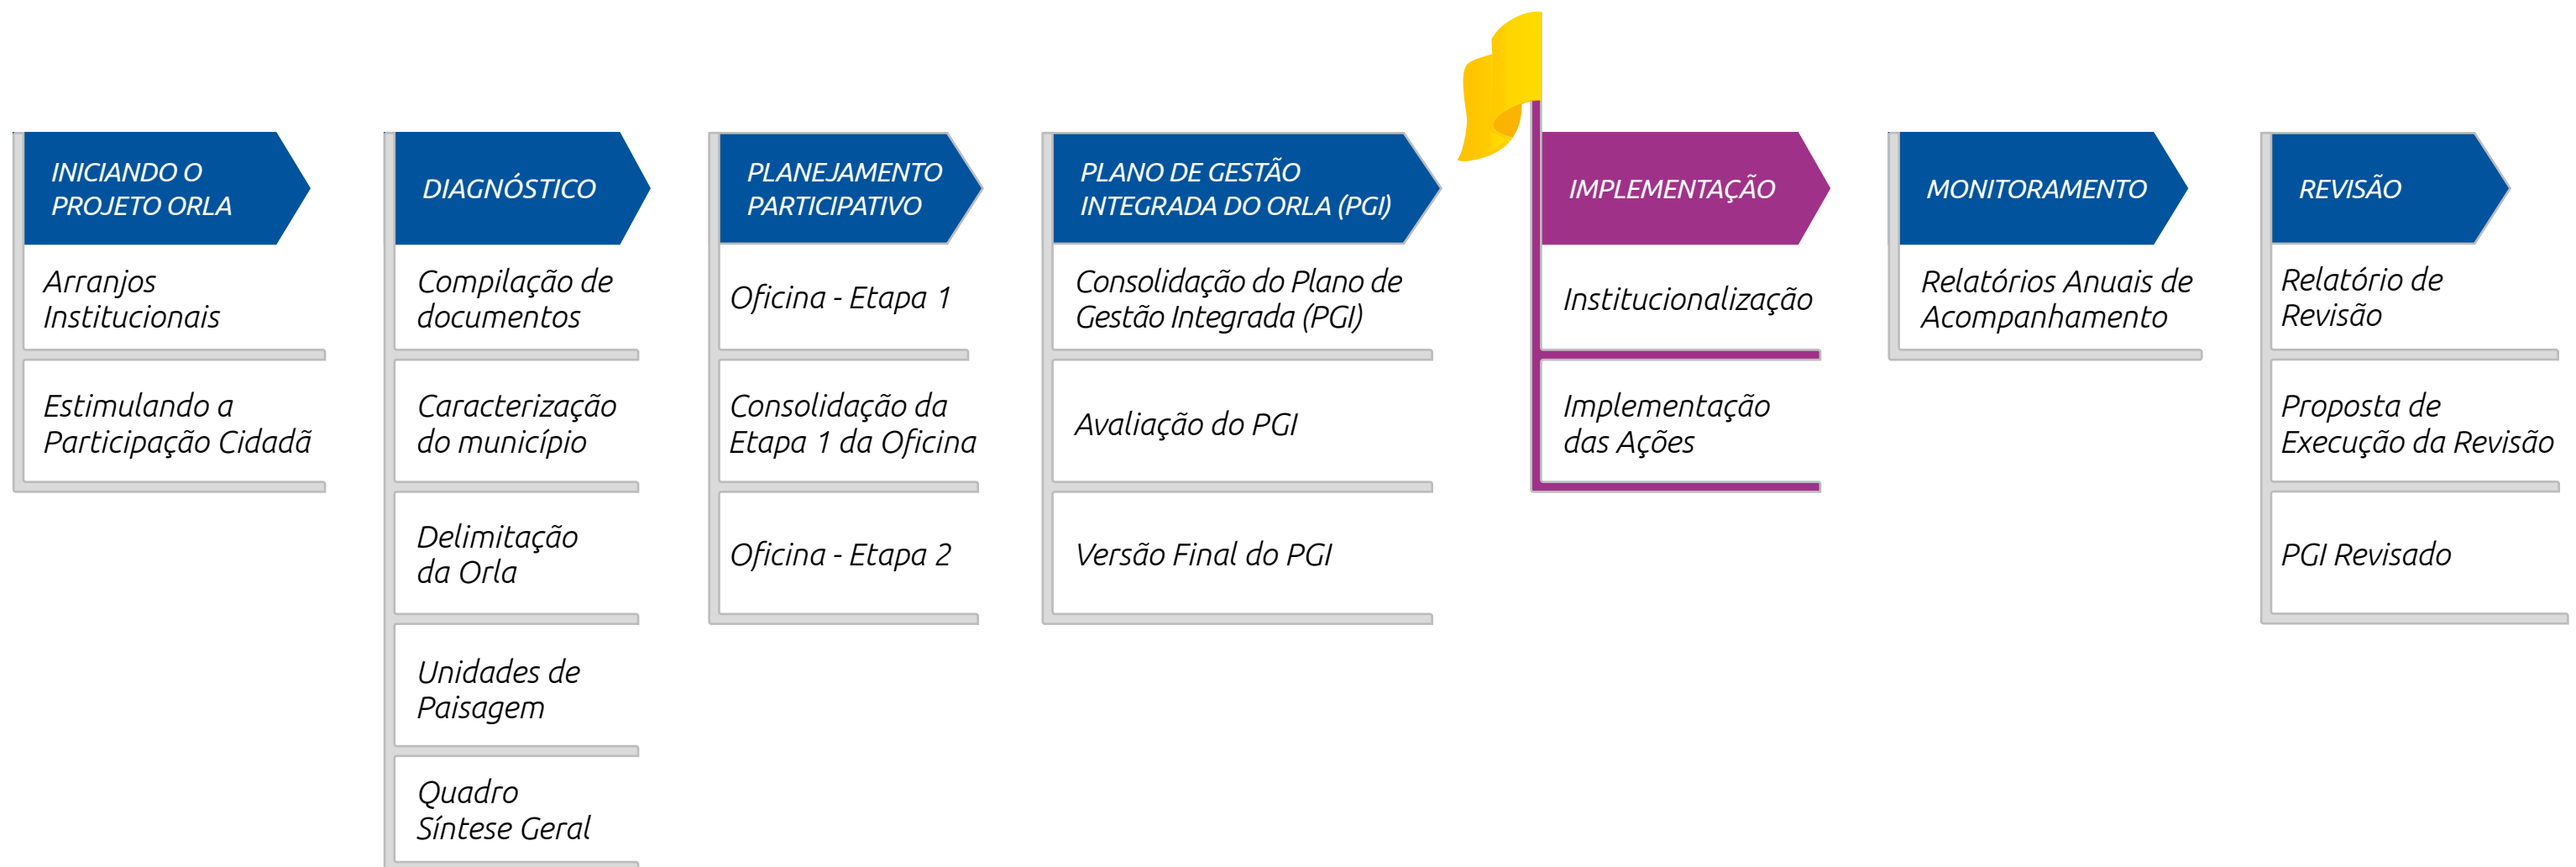 INICIANDO O
PROJETO ORLA
Arranjos
Institucionais
Estimulando a
Participação Cidadã
DIAGNÓSTICO
Compilação de
documentos
Caracterização
do município
Delimitação
da Orla
Unidades de
Paisagem
Quadro
Síntese Geral
PLANEJAMENTO
PARTICIPATIVO
Oficina - Etapa 1
Consolidação da
Etapa 1 da Oficina
Oficina - Etapa 2
PLANO DE GESTÃO
INTEGRADA DO ORLA (PGI)
Consolidação do Plano de
Gestão Integrada (PGI)
Avaliação do PGI
Versão Final do PGI
IMPLEMENTAÇÃO
Institucionalização
Implementação
das Ações
MONITORAMENTO
Relatórios Anuais de
Acompanhamento
REVISÃO
Relatório de
Revisão
Proposta de
Execução da Revisão
PGI Revisado